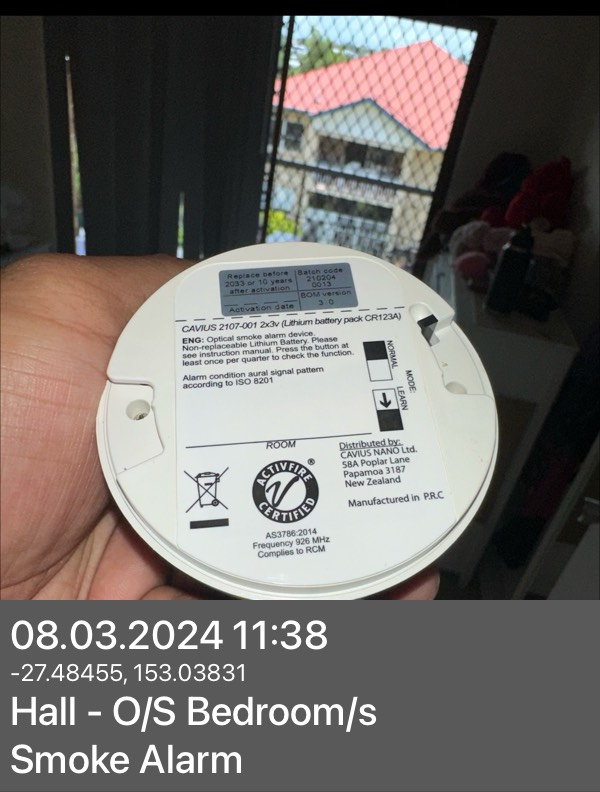 Replace before
2033 or 10 years
after activation
Activation date
Batch code
210204
0013
BOM version
3.0
CAVIUS 2107-001 2x3v (Lithium battery pack CR123A)
ENG: Optical smoke alarm device.
Non-replaceable Lithium Battery. Please
see instruction manual. Press the button at
least once per quarter to check the function.
Alarm condition aural signal pattern
according to ISO 8201
NORMAL
MODE:
LEARN
ROOM
ACTIVFIRE
®
CERTIFIED
AS3786:2014
Frequency 926 MHz
Complies to RCM
Distributed by:
CAVIUS NANO Ltd.
58A Poplar Lane
Papamoa 3187
New Zealand
Manufactured in P.R.C
08.03.2024 11:38
-27.48455, 153.03831
Hall - O/S Bedroom/s
Smoke Alarm